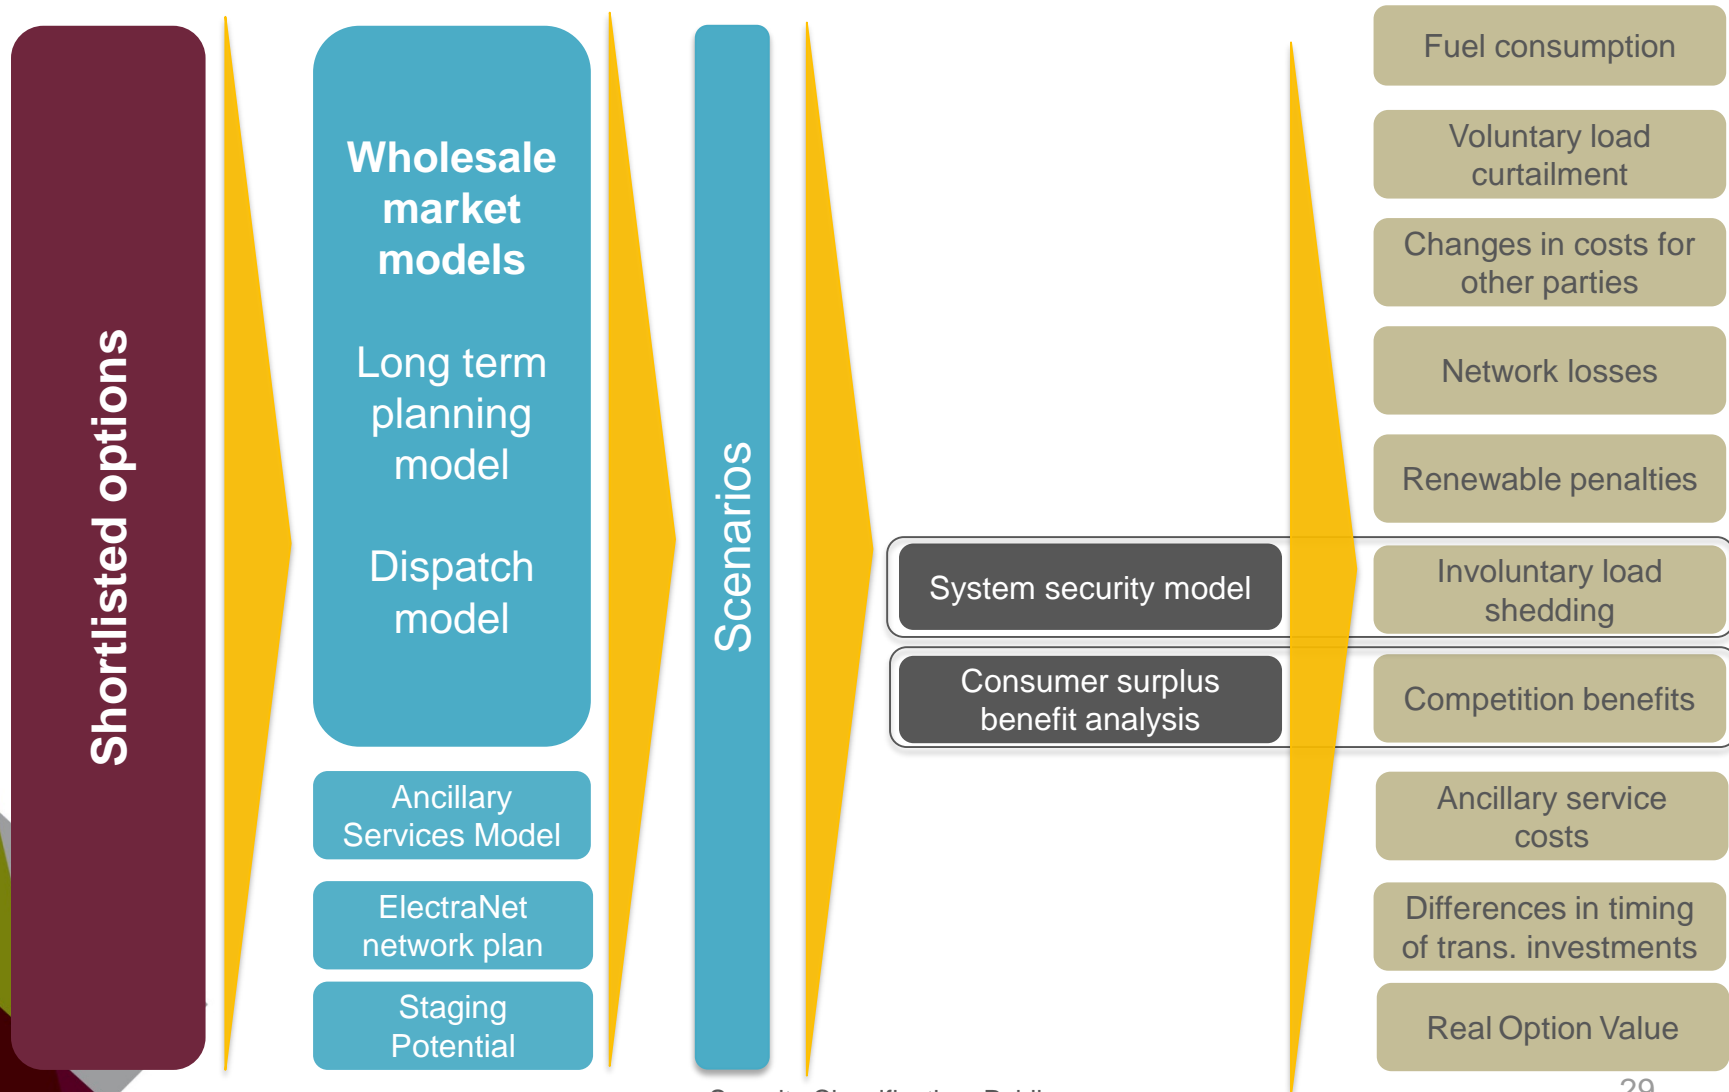 Shortlisted options
Wholesale
market
models
Long term
planning
model
Dispatch
model
Ancillary
Services Model
ElectraNet
network plan
Staging
Potential
Scenarios
System security model
Consumer surplus
benefit analysis
Fuel consumption
Voluntary load
curtailment
Changes in costs for
other parties
Network losses
Renewable penalties
Involuntary load
shedding
Competition benefits
Ancillary service
costs
Differences in timing
of trans. investments
Real Option Value
29